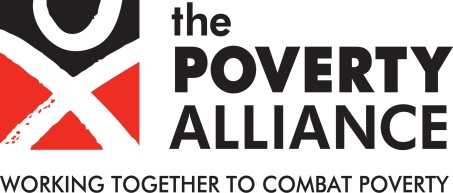 the
POVERTY
ALLIANCE
WORKING TOGETHER TO COMBAT POVERTY